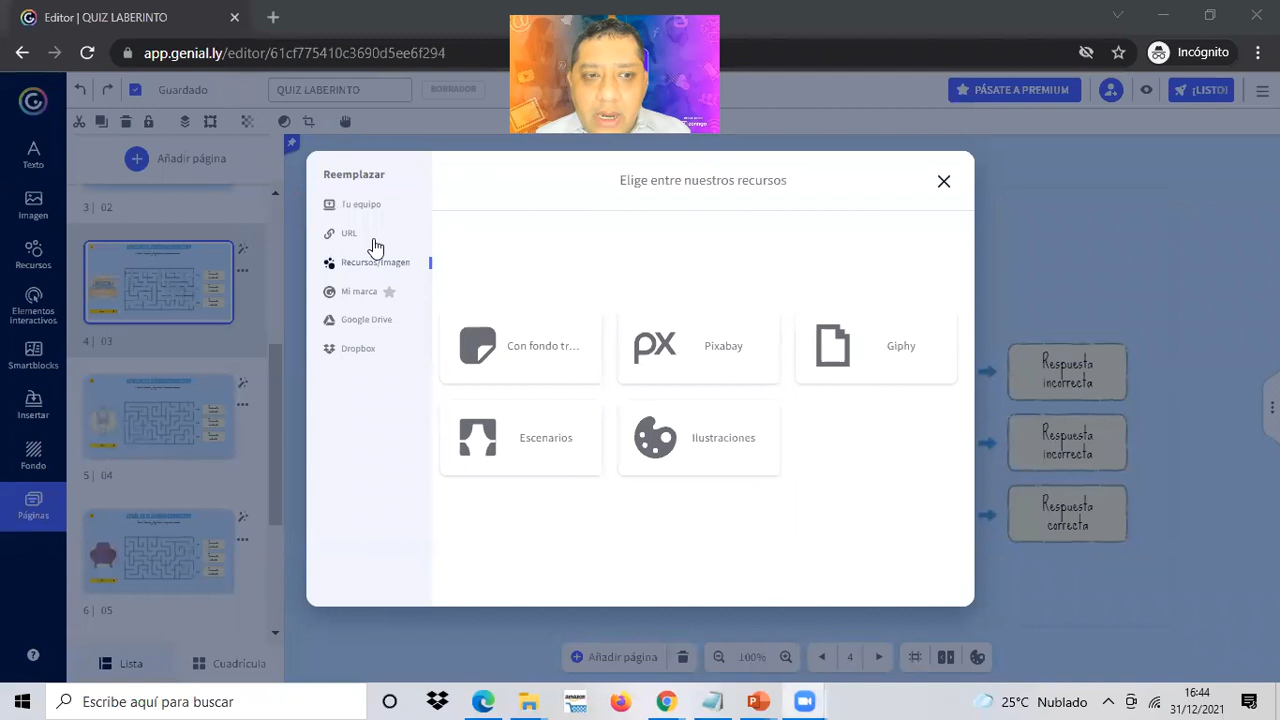 Editor | Genially
app.genial.ly/editor/61cf775410c3690d5ee6f294
Incógnito
Guardando
QUIZ LABERINTO
BORRADOR
PÁSATE A PREMIUM
¡LISTO!
Texto
Imagen
Recursos
Elementos
interactivos
Smartblocks
Insertar
Fondo
Páginas
Añadir página
3 | 02
4 | 03
5 | 04
6 | 05
Lista
Cuadrícula
Reemplazar
Tu equipo
URL
Recursos/Imagen
Mi marca
Google Drive
Dropbox
Elige entre nuestros recursos
Con fondo tr...
px
Pixabay
Giphy
Escenarios
Ilustraciones
Respuesta
incorrecta
Respuesta
incorrecta
Respuesta
correcta
Añadir página
100%
4
Escribe aquí para buscar
25°C Nublado
16:44
31/12/2021